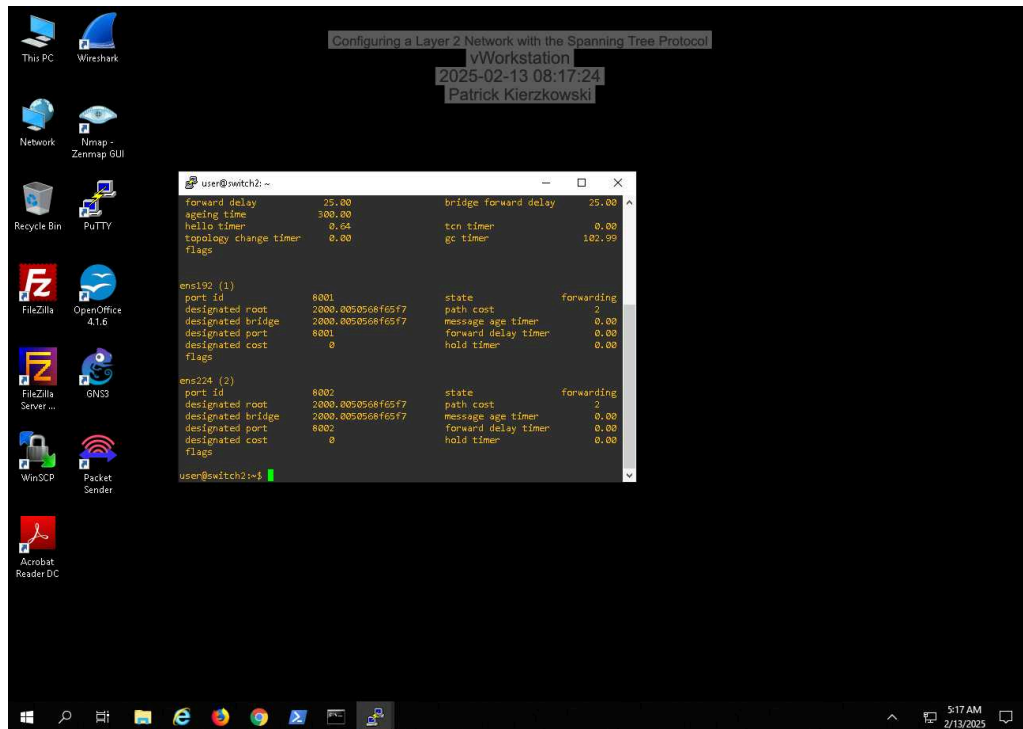 Configuring a Layer 2 Network with the Spanning Tree Protocol
vWorkstation
2025-02-13 08:17:24
Patrick Kierzkowski
This PC
Wireshark
Network
Nmap -
Zenmap GUI
Recycle Bin
PuTTY
FileZilla
OpenOffice
4.1.6
FileZilla
Server ...
GNS3
WinSCP
Packet
Sender
Acrobat
Reader DC
user@switch2: ~
forward delay 25.00 bridge forward delay 25.00
ageing time 300.00
hello timer 0.64 tcn timer 0.00
topology change timer 0.00 gc timer 102.99
flags
ens192 (1)
port id 8001 state forwarding
designated root 2000.0050568f65f7 path cost 2
designated bridge 2000.0050568f65f7 message age timer 0.00
designated port 8001 forward delay timer 0.00
designated cost 0 hold timer 0.00
flags
ens224 (2)
port id 8002 state forwarding
designated root 2000.0050568f65f7 path cost 2
designated bridge 2000.0050568f65f7 message age timer 0.00
designated port 8002 forward delay timer 0.00
designated cost 0 hold timer 0.00
flags
user@switch2:~$
5:17 AM
2/13/2025